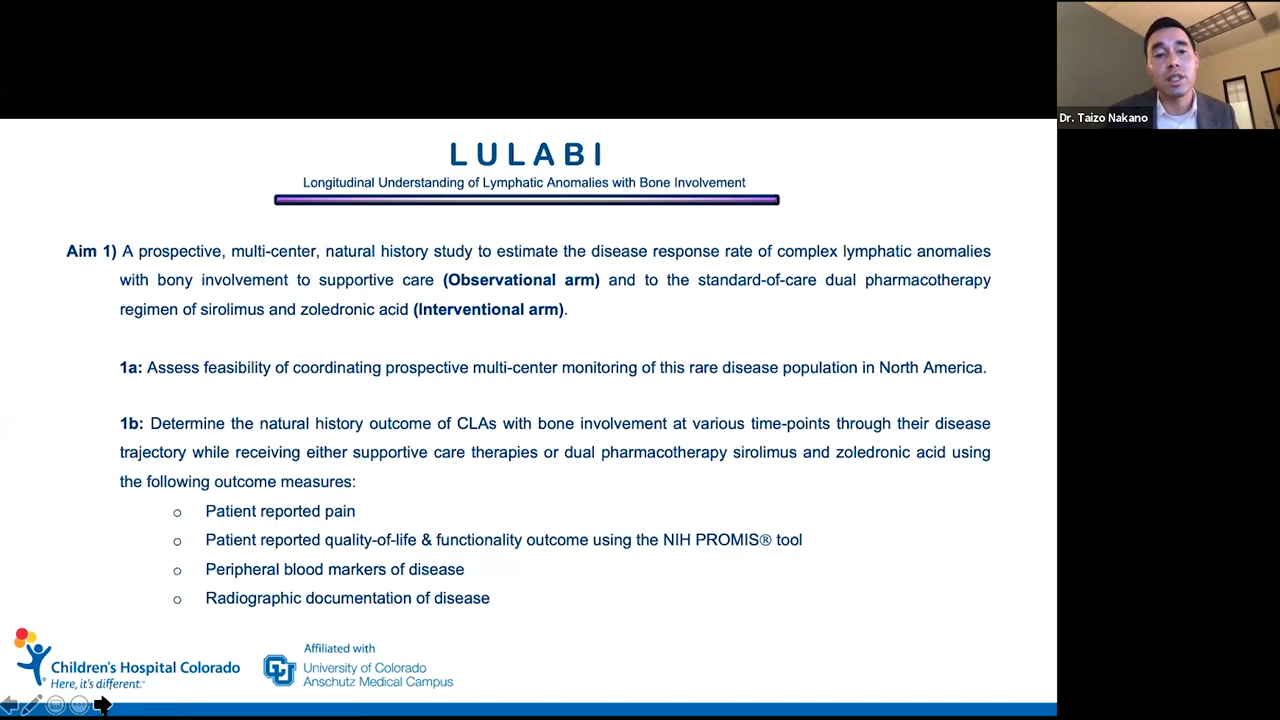 Dr. Taizo Nakano
LULABI
Longitudinal Understanding of Lymphatic Anomalies with Bone Involvement
Aim 1) A prospective, multi-center, natural history study to estimate the disease response rate of complex lymphatic anomalies
with bony involvement to supportive care (Observational arm) and to the standard-of-care dual pharmacotherapy
regimen of sirolimus and zoledronic acid (Interventional arm).
1a: Assess feasibility of coordinating prospective multi-center monitoring of this rare disease population in North America.
1b: Determine the natural history outcome of CLAs with bone involvement at various time-points through their disease
trajectory while receiving either supportive care therapies or dual pharmacotherapy sirolimus and zoledronic acid using
the following outcome measures:
o Patient reported pain
o Patient reported quality-of-life & functionality outcome using the NIH PROMIS® tool
o Peripheral blood markers of disease
o Radiographic documentation of disease
Children's Hospital Colorado
Here, it's different.™
Affiliated with
University of Colorado
Anschutz Medical Campus